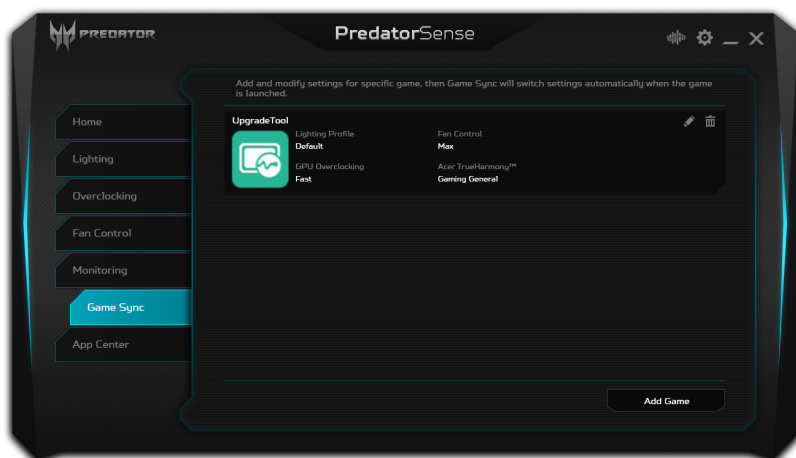 PREDATOR
PredatorSense
Add and modify settings for specific game, then Game Sync will switch settings automatically when the game
is launched.
Home
Lighting
Overclocking
Fan Control
Monitoring
Game Sync
App Center
UpgradeTool
Lighting Profile
Default
Fan Control
Max
GPU Overclocking
Fast
Acer TrueHarmony™
Gaming General
Add Game